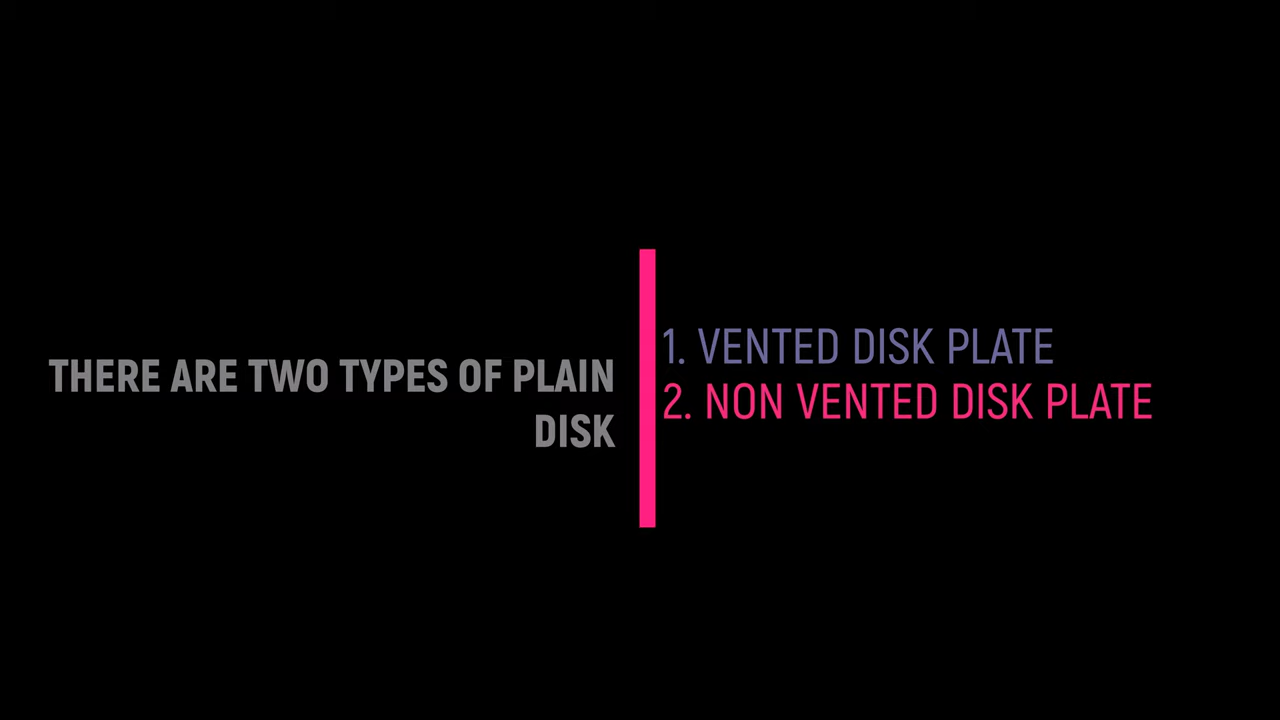 THERE ARE TWO TYPES OF PLAIN
DISK
1. VENTED DISK PLATE
2. NON VENTED DISK PLATE